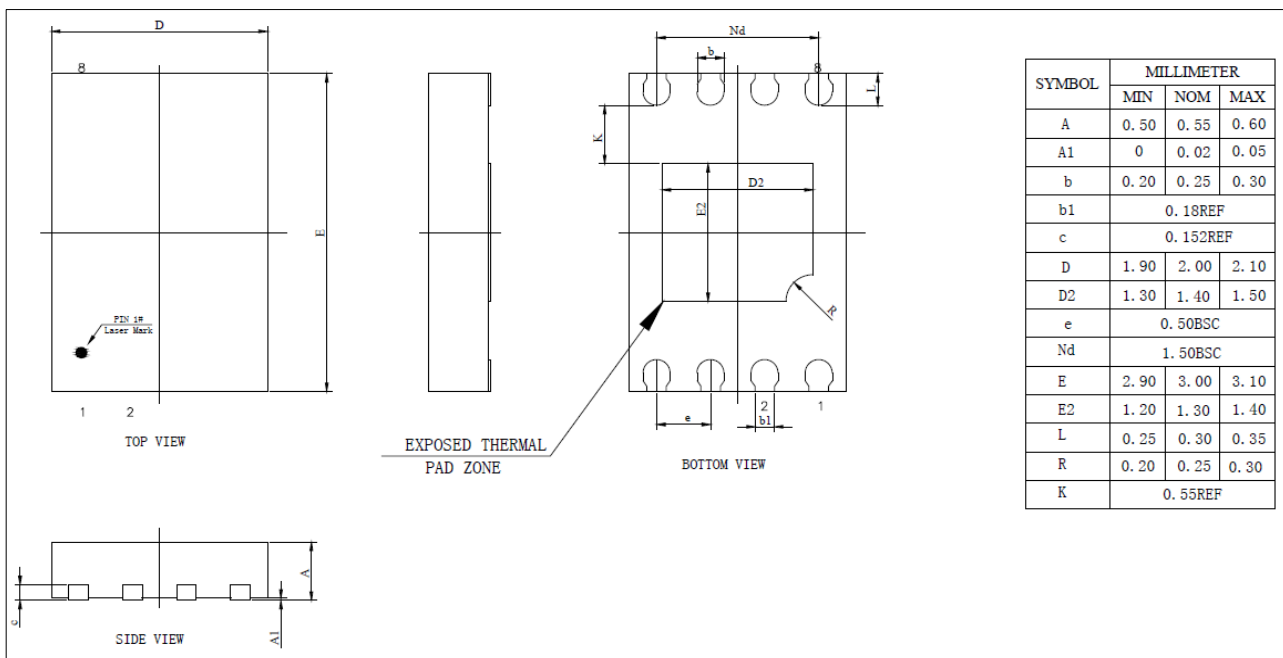 D
8
E
PIN 1#
Laser Mark
1 2
TOP VIEW
Nd
b
8
L
K
D2
E2
R
e
2
b1
1
EXPOSED THERMAL
PAD ZONE
BOTTOM VIEW
A
c
A1
SIDE VIEW
SYMBOL MILLIMETER
MIN NOM MAX
A 0.50 0.55 0.60
A1 0 0.02 0.05
b 0.20 0.25 0.30
b1 0.18REF
c 0.152REF
D 1.90 2.00 2.10
D2 1.30 1.40 1.50
e 0.50BSC
Nd 1.50BSC
E 2.90 3.00 3.10
E2 1.20 1.30 1.40
L 0.25 0.30 0.35
R 0.20 0.25 0.30
K 0.55REF